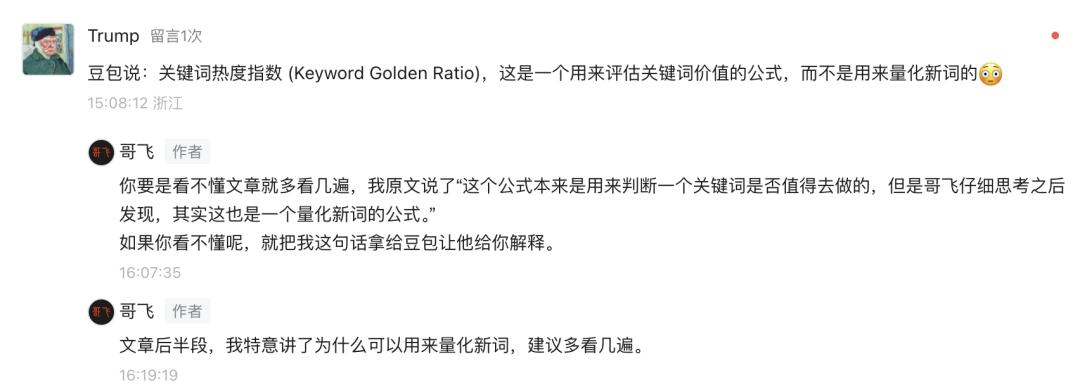 Trump 留言1次
豆包说：关键词热度指数 (Keyword Golden Ratio)，这是一个用来评估关键词价值的公式，而不是用来量化新词的😳
15:08:12 浙江
哥飞 哥飞 作者
你要是看不懂文章就多看几遍，我原文说了“这个公式本来是用来判断一个关键词是否值得去做的，但是哥飞仔细思考之后
发现，其实这也是一个量化新词的公式。”
如果你看不懂呢，就把我这句话拿给豆包让他给你解释。
16:07:35
哥飞 哥飞 作者
文章后半段，我特意讲了为什么可以用来量化新词，建议多看几遍。
16:19:19